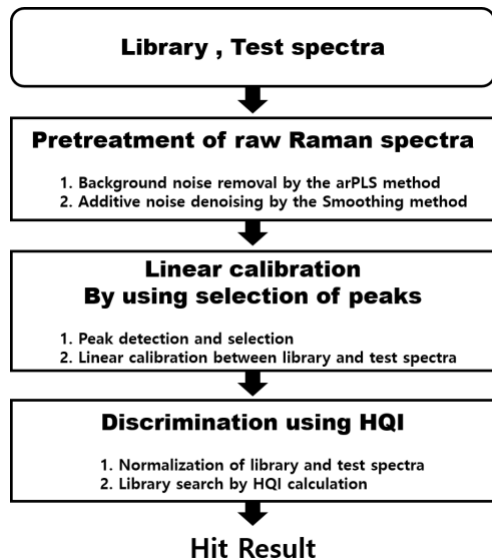 Library , Test spectra
Pretreatment of raw Raman spectra
1. Background noise removal by the arPLS method
2. Additive noise denoising by the Smoothing method
Linear calibration
By using selection of peaks
1. Peak detection and selection
2. Linear calibration between library and test spectra
Discrimination using HQI
1. Normalization of library and test spectra
2. Library search by HQI calculation
Hit Result